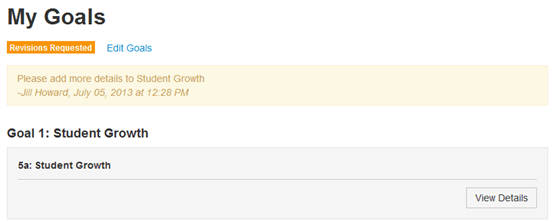 My Goals
Revisions Requested Edit Goals
Please add more details to Student Growth
-Jill Howard, July 05, 2013 at 12:28 PM
Goal 1: Student Growth
5a: Student Growth
View Details